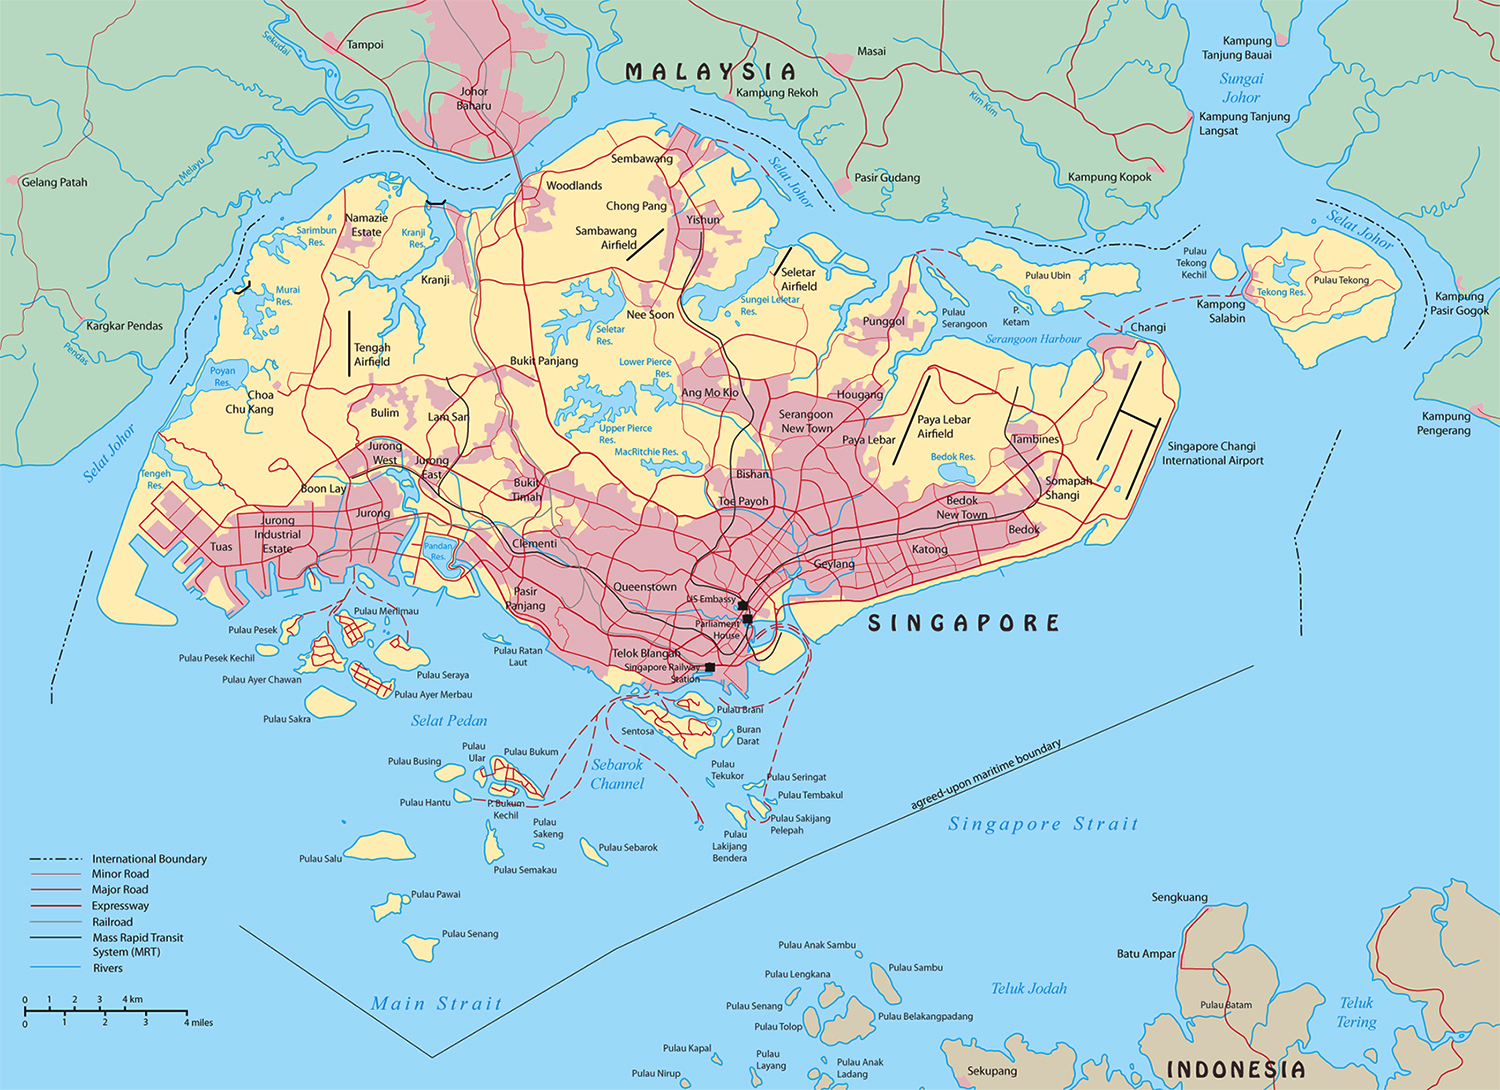 Sekudai
Tampoi
MALAYSIA
Masai
Kampung
Tanjung Bauai
Sungai
Johor
Johor
Baharu
Kampung Rekoh
Kim Kim
Kampung Tanjung
Langsat
Melayu
Gelang Patah
Sembawang
Selat Johor
Pasir Gudang
Kampung Kopok
Woodlands
Chong Pang
Yishun
Namazie
Estate
Sarimbun
Res.
Kranji
Res.
Sambawang
Airfield
Selat Johor
Kranji
Seletar
Airfield
Pulau
Tekong
Kechil
Pulau Ubin
Pulau Tekong
Tekong Res.
Murai
Res.
Sungei Leletar
Res.
Kampong
Salabin
Kampung
Pasir Gogok
Kargkar Pendas
Pendas
Nee Soon
Seletar
Res.
Punggol
Pulau
Serangoon
P.
Ketam
Changi
Serangoon Harbour
Tengah
Airfield
Bukit Panjang
Lower Pierce
Res.
Poyan
Res.
Choa
Chu Kang
Ang Mo Kio
Hougang
Bulim
Lam San
Serangoon
New Town
Upper Pierce
Res.
Paya Lebar
Paya Lebar
Airfield
Tambines
Kampung
Pengerang
Selat Johor
Jurong
West
Jurong
East
MacRitchie Res.
Bedok Res.
Singapore Changi
International Airport
Tengeh
Res.
Boon Lay
Bukit
Timah
Bishan
Toe Payoh
Somapah
Shangi
Bedok
New Town
Bedok
Jurong
Jurong
Industrial
Estate
Tuas
Pandan
Res.
Clementi
Katong
Geylang
Queenstown
Pasir
Panjang
US Embassy
Parliament
House
SINGAPORE
Pulau Merlimau
Pulau Pesek
Pulau Pesek Kechil
Pulau Ratan
Laut
Telok Blangah
Singapore Railway
Station
Pulau Seraya
Pulau Ayer Chawan
Pulau Ayer Merbau
Pulau Sakra
Selat Pedan
Pulau Brani
Sentosa
Buran
Darat
Pulau
Ular
Pulau Bukum
Pulau Busing
Sebarok
Channel
Pulau
Tekukor
Pulau Seringat
Pulau Tembakul
Pulau Hantu
P. Bukum
Kechil
agreed-upon maritime boundary
Pulau Sakijang
Pelepah
Pulau
Lakijang
Bendera
Singapore Strait
Pulau
Sakeng
Pulau Sebarok
Pulau Salu
Pulau Semakau
International Boundary
Minor Road
Major Road
Expressway
Railroad
Mass Rapid Transit
System (MRT)
Rivers
Pulau Pawai
Pulau Senang
Sengkuang
Batu Ampar
Pulau Anak Sambu
Pulau Sambu
Pulau Lengkana
Teluk Jodah
Pulau Batam
Teluk
Tering
Pulau Senang
Pulau Belakangpadang
Pulau Tolop
Main Strait
0 1 2 3 4 km
0 1 2 3 4 miles
Pulau Kapal
Pulau
Layang
Pulau Anak
Ladang
Pulau Nirup
Sekupang
INDONESIA